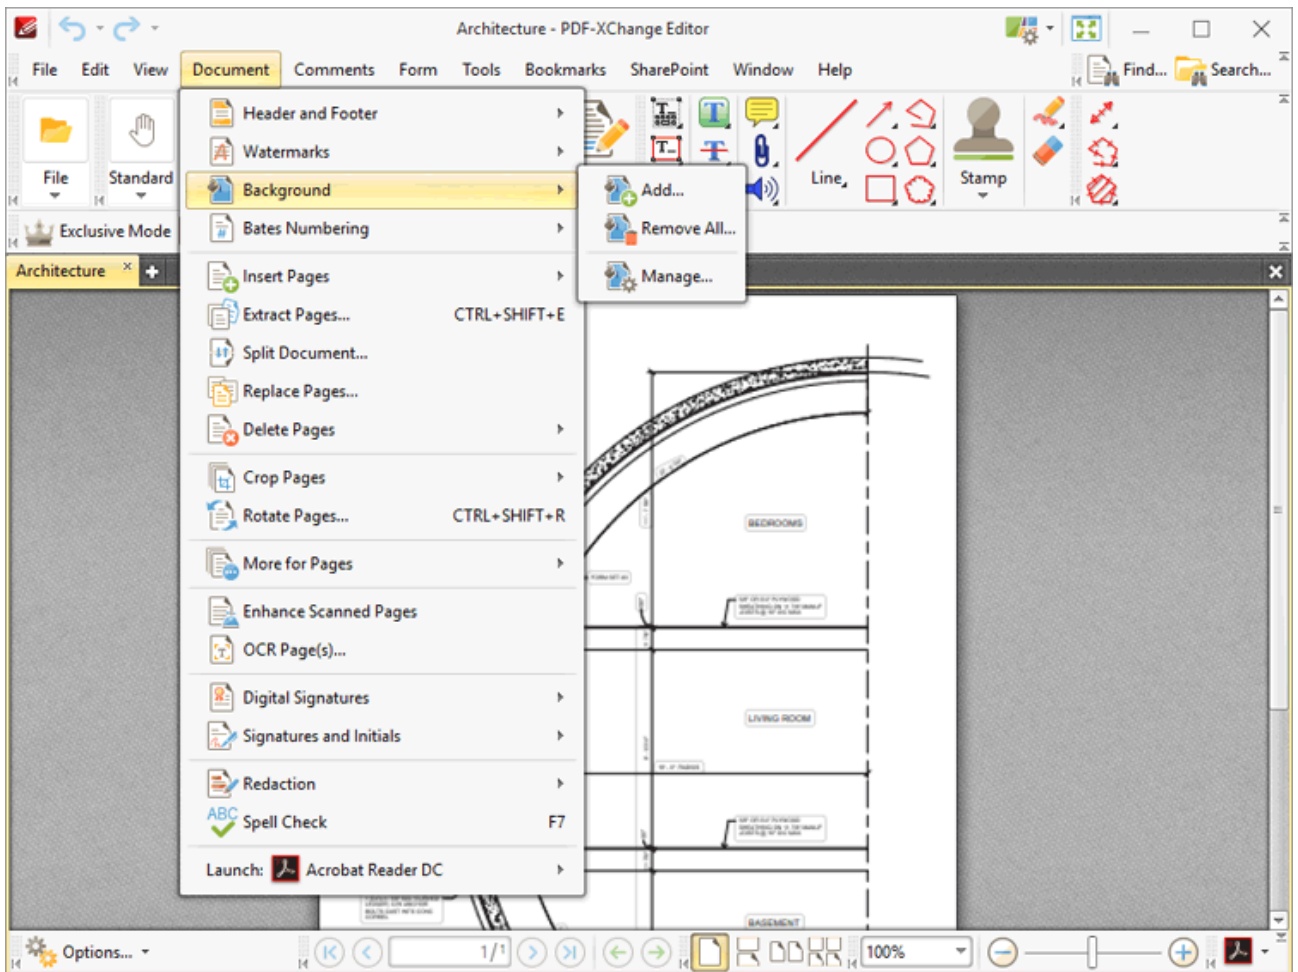 Architecture - PDF-XChange Editor
File Edit View Document Comments Form Tools Bookmarks SharePoint Window Help Find... Search...
File Standard Line Stamp
Exclusive Mode
Architecture
Header and Footer
Watermarks
Background
Bates Numbering
Insert Pages
Extract Pages... CTRL+SHIFT+E
Split Document...
Replace Pages...
Delete Pages
Crop Pages
Rotate Pages... CTRL+SHIFT+R
More for Pages
Enhance Scanned Pages
OCR Page(s)...
Digital Signatures
Signatures and Initials
Redaction
ABC Spell Check F7
Launch: Acrobat Reader DC
Add...
Remove All...
Manage...
BEDROOMS
LIVING ROOM
BASEMENT
Options... 1/1 100%